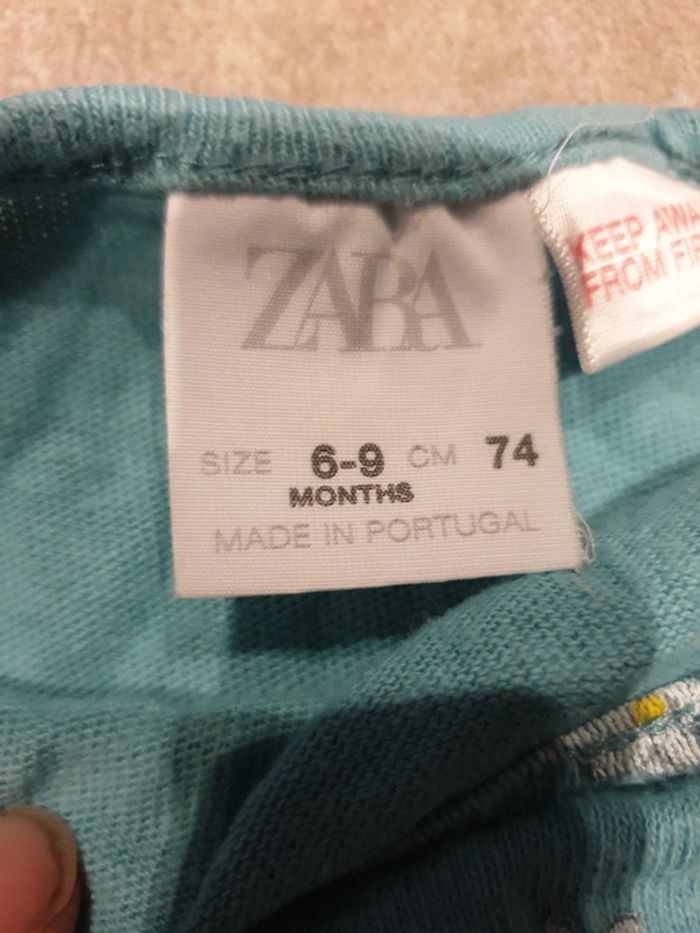 ZARA
SIZE 6-9 CM 74
MONTHS
MADE IN PORTUGAL
KEEP
FROM